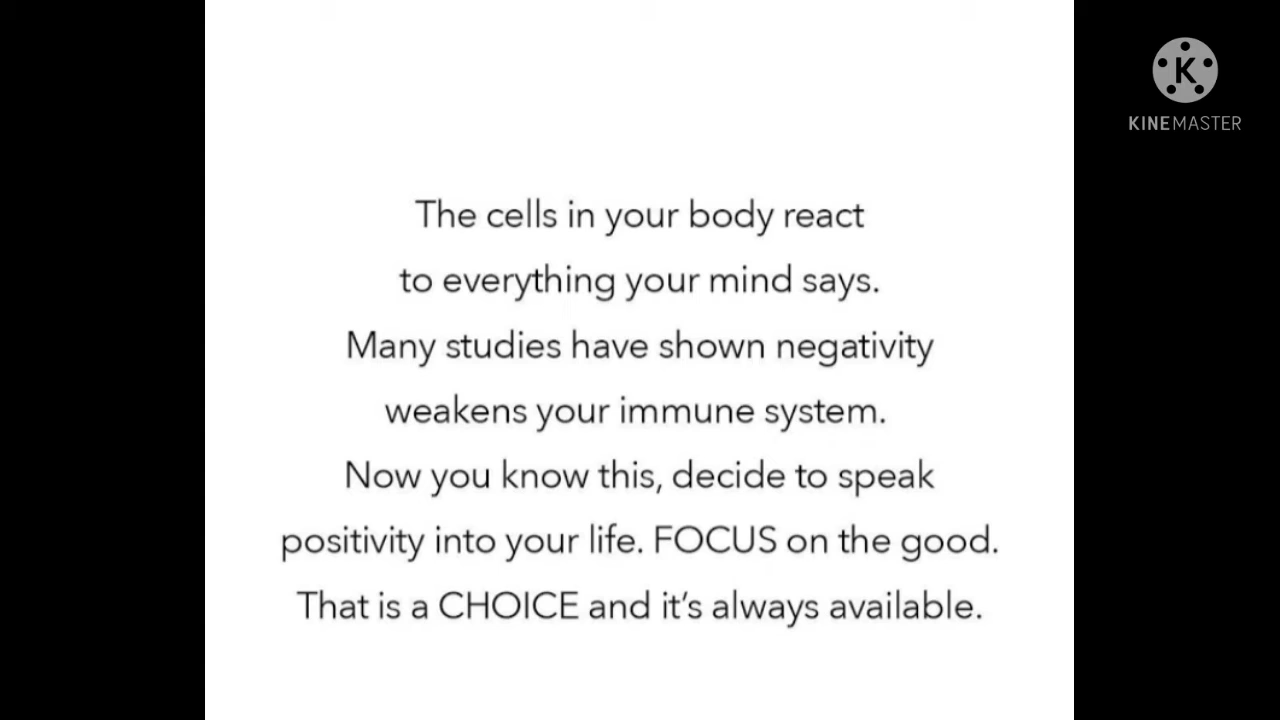 K
KINEMASTER
The cells in your body react
to everything your mind says.
Many studies have shown negativity
weakens your immune system.
Now you know this, decide to speak
positivity into your life. FOCUS on the good.
That is a CHOICE and it's always available.